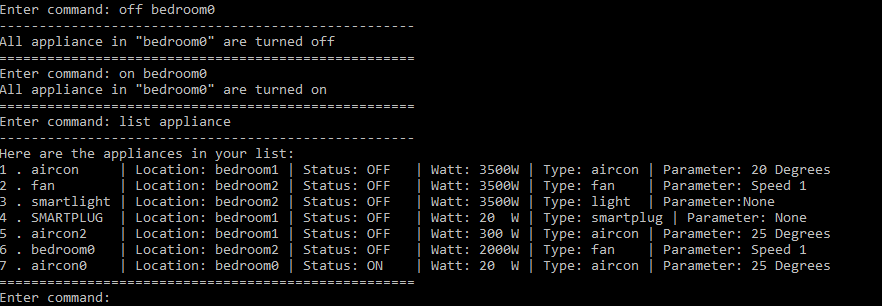 Enter command: off bedroom0
----------------------------------------------------
All appliance in "bedroom0" are turned off
====================================================
Enter command: on bedroom0
All appliance in "bedroom0" are turned on
====================================================
Enter command: list appliance
----------------------------------------------------
Here are the appliances in your list:
1 . aircon     | Location: bedroom1 | Status: OFF   | Watt: 3500W | Type: aircon | Parameter: 20 Degrees
2 . fan        | Location: bedroom2 | Status: OFF   | Watt: 3500W | Type: fan    | Parameter: Speed 1
3 . smartlight | Location: bedroom2 | Status: OFF   | Watt: 3500W | Type: light  | Parameter:None
4 . SMARTPLUG  | Location: bedroom1 | Status: OFF   | Watt: 20  W | Type: smartplug | Parameter: None
5 . aircon2    | Location: bedroom1 | Status: OFF   | Watt: 300 W | Type: aircon | Parameter: 25 Degrees
6 . bedroom0   | Location: bedroom2 | Status: OFF   | Watt: 2000W | Type: fan    | Parameter: Speed 1
7 . aircon0    | Location: bedroom0 | Status: ON    | Watt: 20  W | Type: aircon | Parameter: 25 Degrees
====================================================
Enter command: